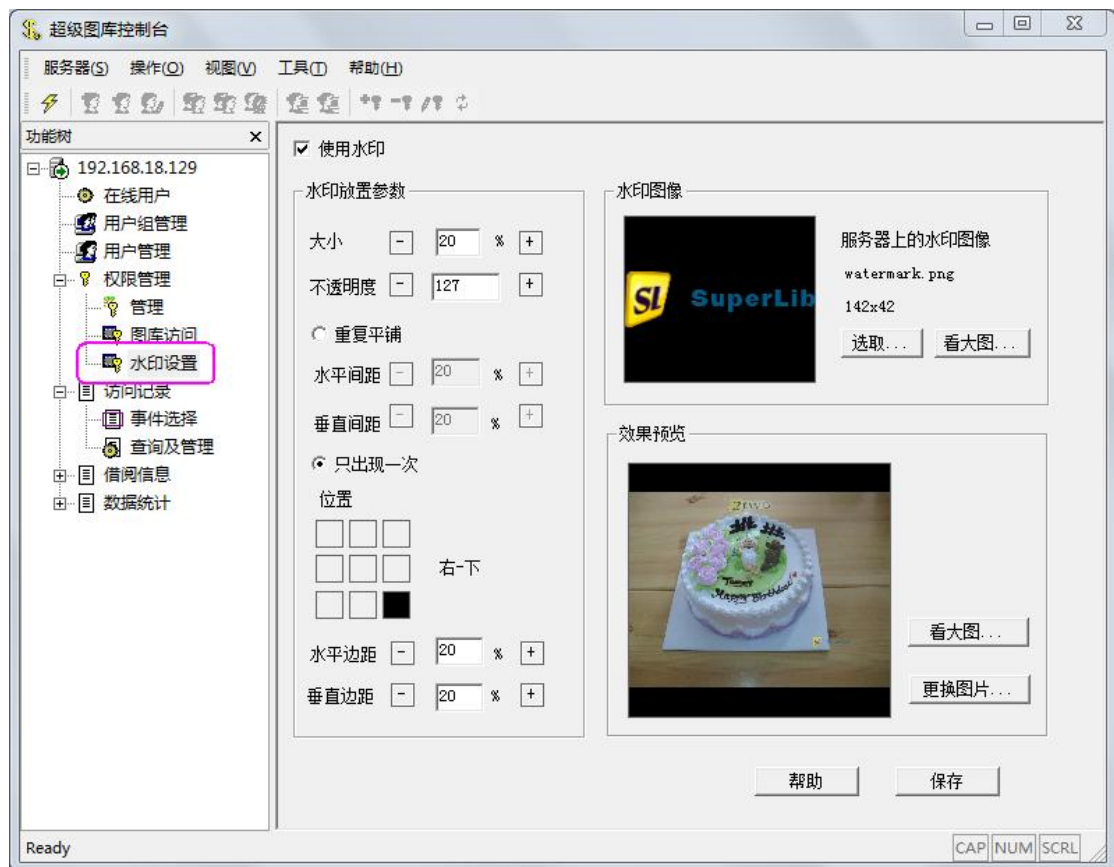 超级图库控制台
服务器(S) 操作(O) 视图(V) 工具(T) 帮助(H)
功能树
192.168.18.129
在线用户
用户组管理
用户管理
权限管理
管理
图库访问
水印设置
访问记录
事件选择
查询及管理
借阅信息
数据统计
使用水印
水印放置参数
大小 - 20 % +
不透明度 - 127 +
重复平铺
水平间距 - 20 % +
垂直间距 - 20 % +
只出现一次
位置
右-下
水平边距 - 20 % +
垂直边距 - 20 % +
水印图像
SL SuperLib
服务器上的水印图像
watermark.png
142x42
选取... 看大图...
效果预览
2two
Tommy
Happy Birthday!
看大图...
更换图片...
帮助 保存
Ready CAP NUM SCRL